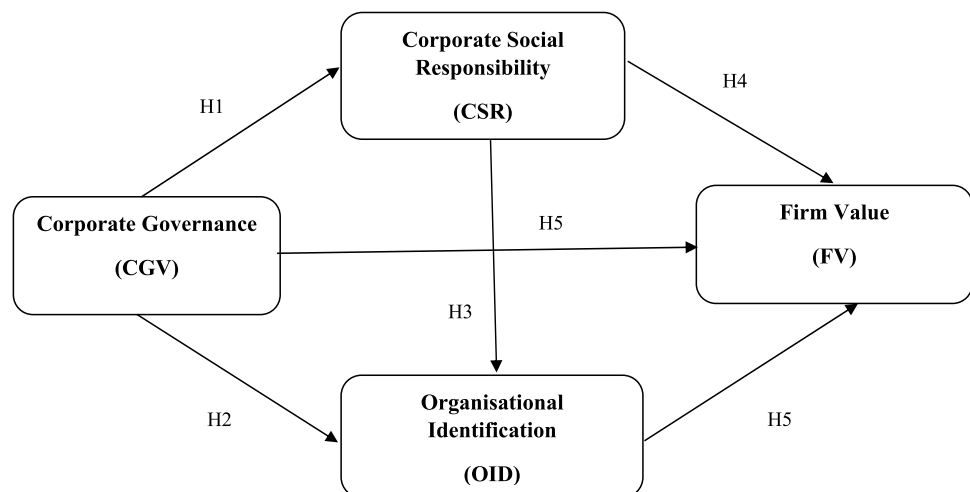 Corporate Social
Responsibility
(CSR)
H1
H4
Corporate Governance
(CGV)
H5
Firm Value
(FV)
H3
H2
Organisational
Identification
(OID)
H5